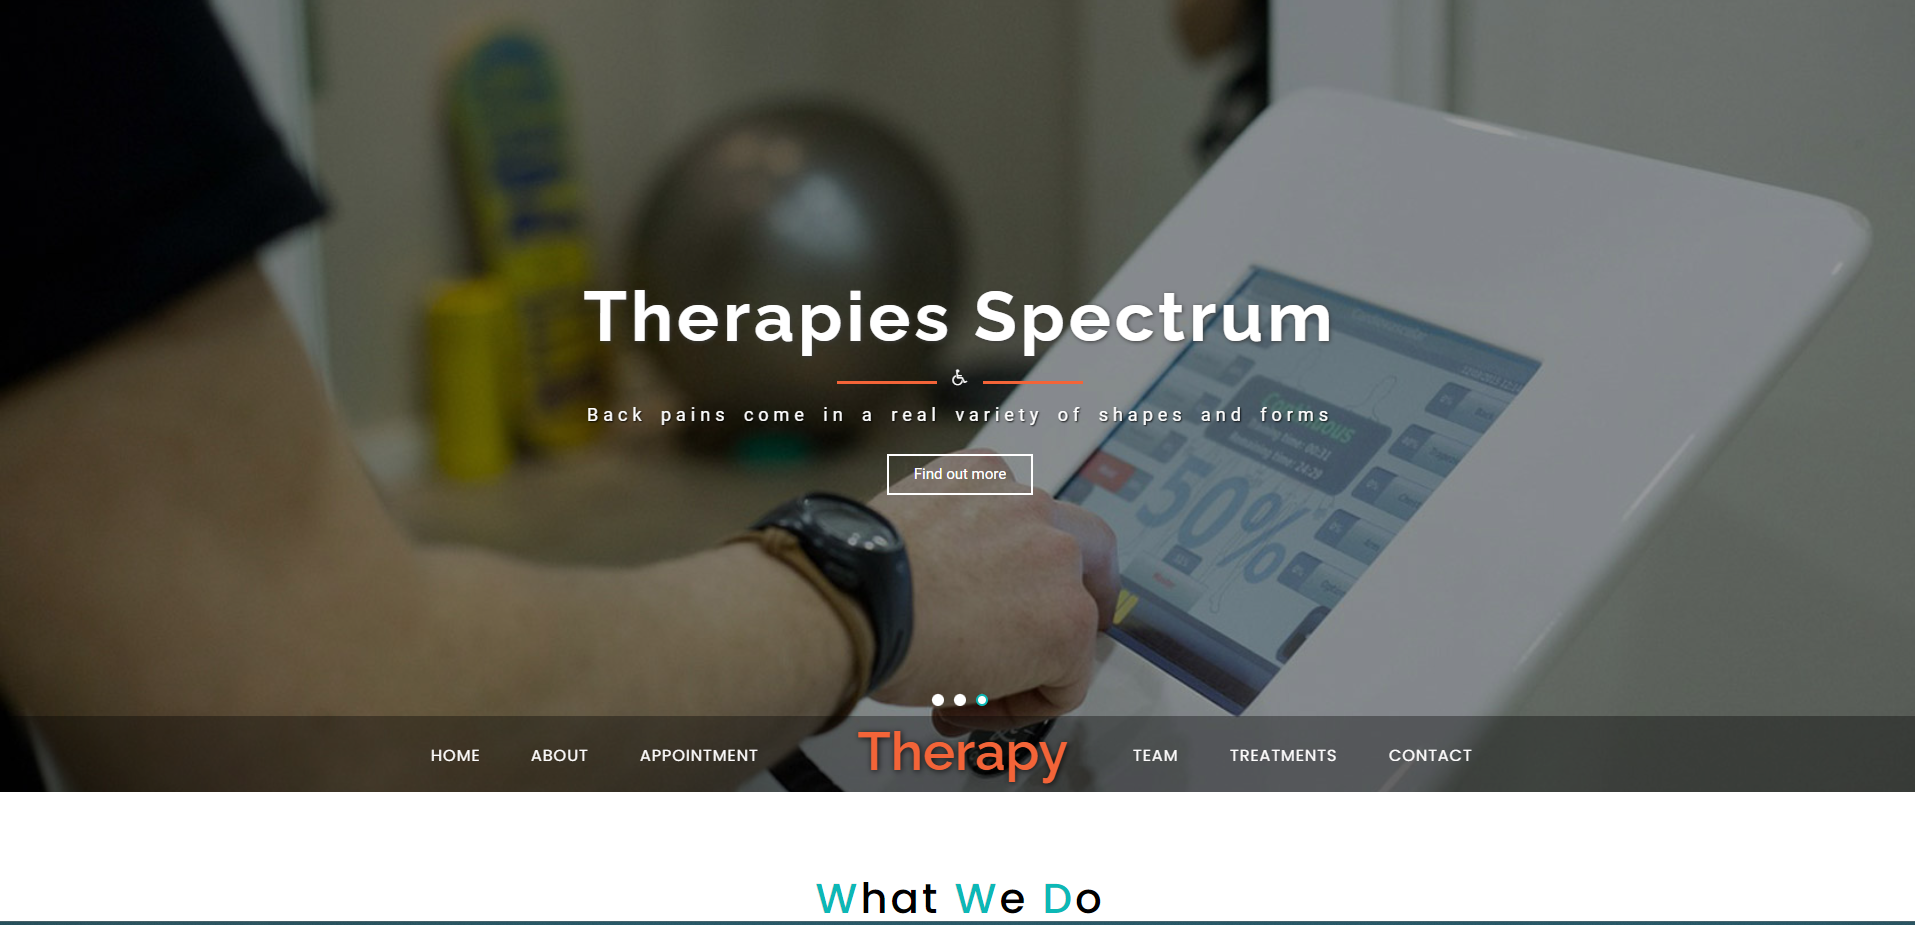 Therapies Spectrum
Back pains come in a real variety of shapes and forms
Find out more
50%
HOME
ABOUT
APPOINTMENT
Therapy
TEAM
TREATMENTS
CONTACT
What We Do